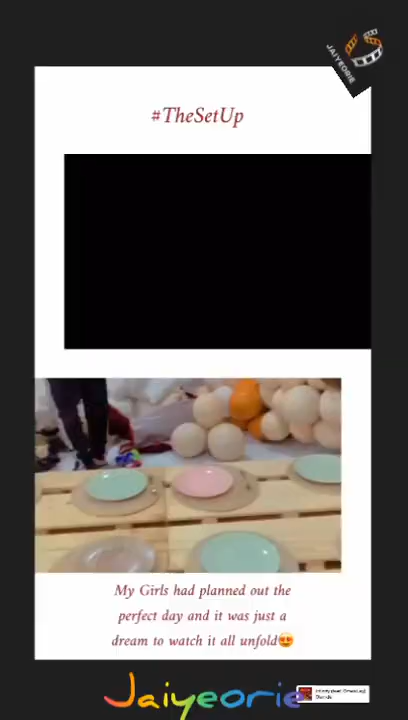 JAIYEORIE
#TheSetUp
My Girls had planned out the
perfect day and it was just a
dream to watch it all unfold😍
Jaiyeorie